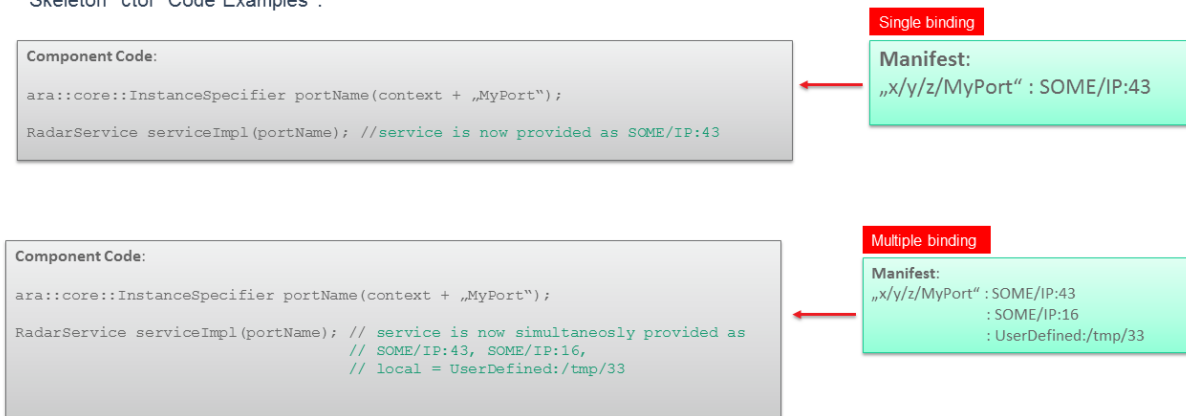 Skeleton ctor Code Examples :
Single binding
Component Code:
ara::core::InstanceSpecifier portName(context + „MyPort“);
RadarService serviceImpl(portName); //service is now provided as SOME/IP:43
Manifest:
„x/y/z/MyPort“ : SOME/IP:43
Multiple binding
Component Code:
ara::core::InstanceSpecifier portName(context + „MyPort“);
RadarService serviceImpl(portName); // service is now simultaneosly provided as
// SOME/IP:43, SOME/IP:16,
// local = UserDefined:/tmp/33
Manifest:
„x/y/z/MyPort“ : SOME/IP:43
: SOME/IP:16
: UserDefined:/tmp/33